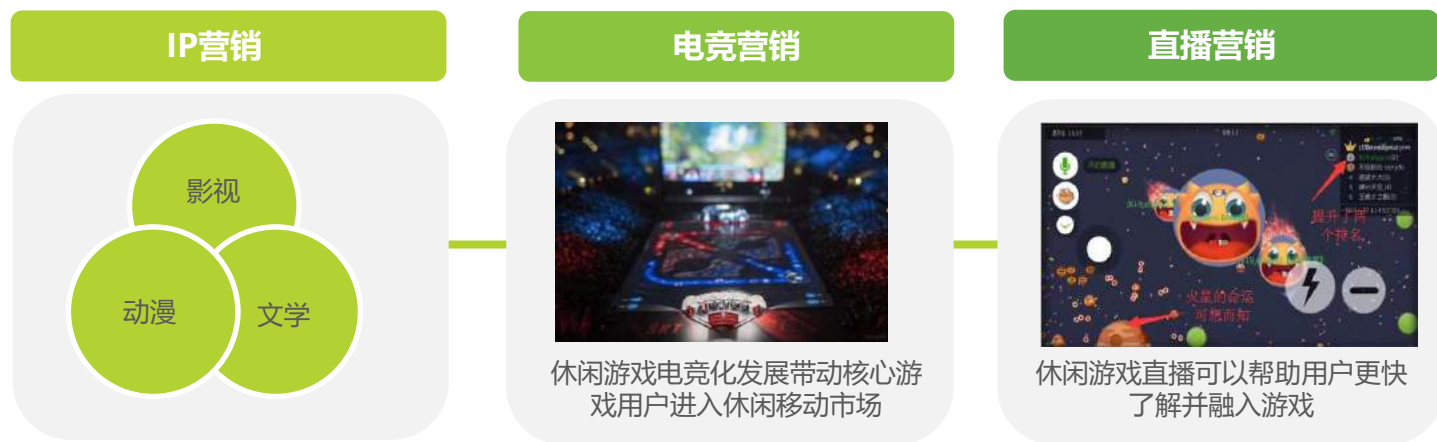 IP营销
电竞营销
直播营销
影视
动漫
文学
休闲游戏电竞化发展带动核心游
戏用户进入休闲移动市场
提升了两
个排名
火星的命运
可想而知
休闲游戏直播可以帮助用户更快
了解并融入游戏